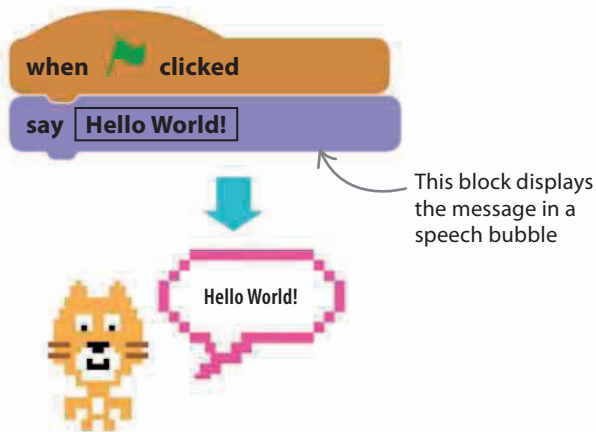 when clicked
say Hello World!
This block displays
the message in a
speech bubble
Hello World!